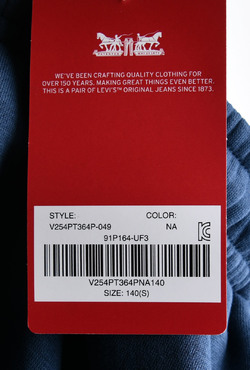 WE'VE BEEN CRAFTING QUALITY CLOTHING FOR
OVER 150 YEARS. MAKING GREAT THINGS EVEN BETTER.
THIS IS A PAIR OF LEVI'S™ ORIGINAL JEANS SINCE 1873.
STYLE: COLOR:
V254PT364P-049 NA
91P164-UF3
V254PT364PNA140
SIZE: 140(S)